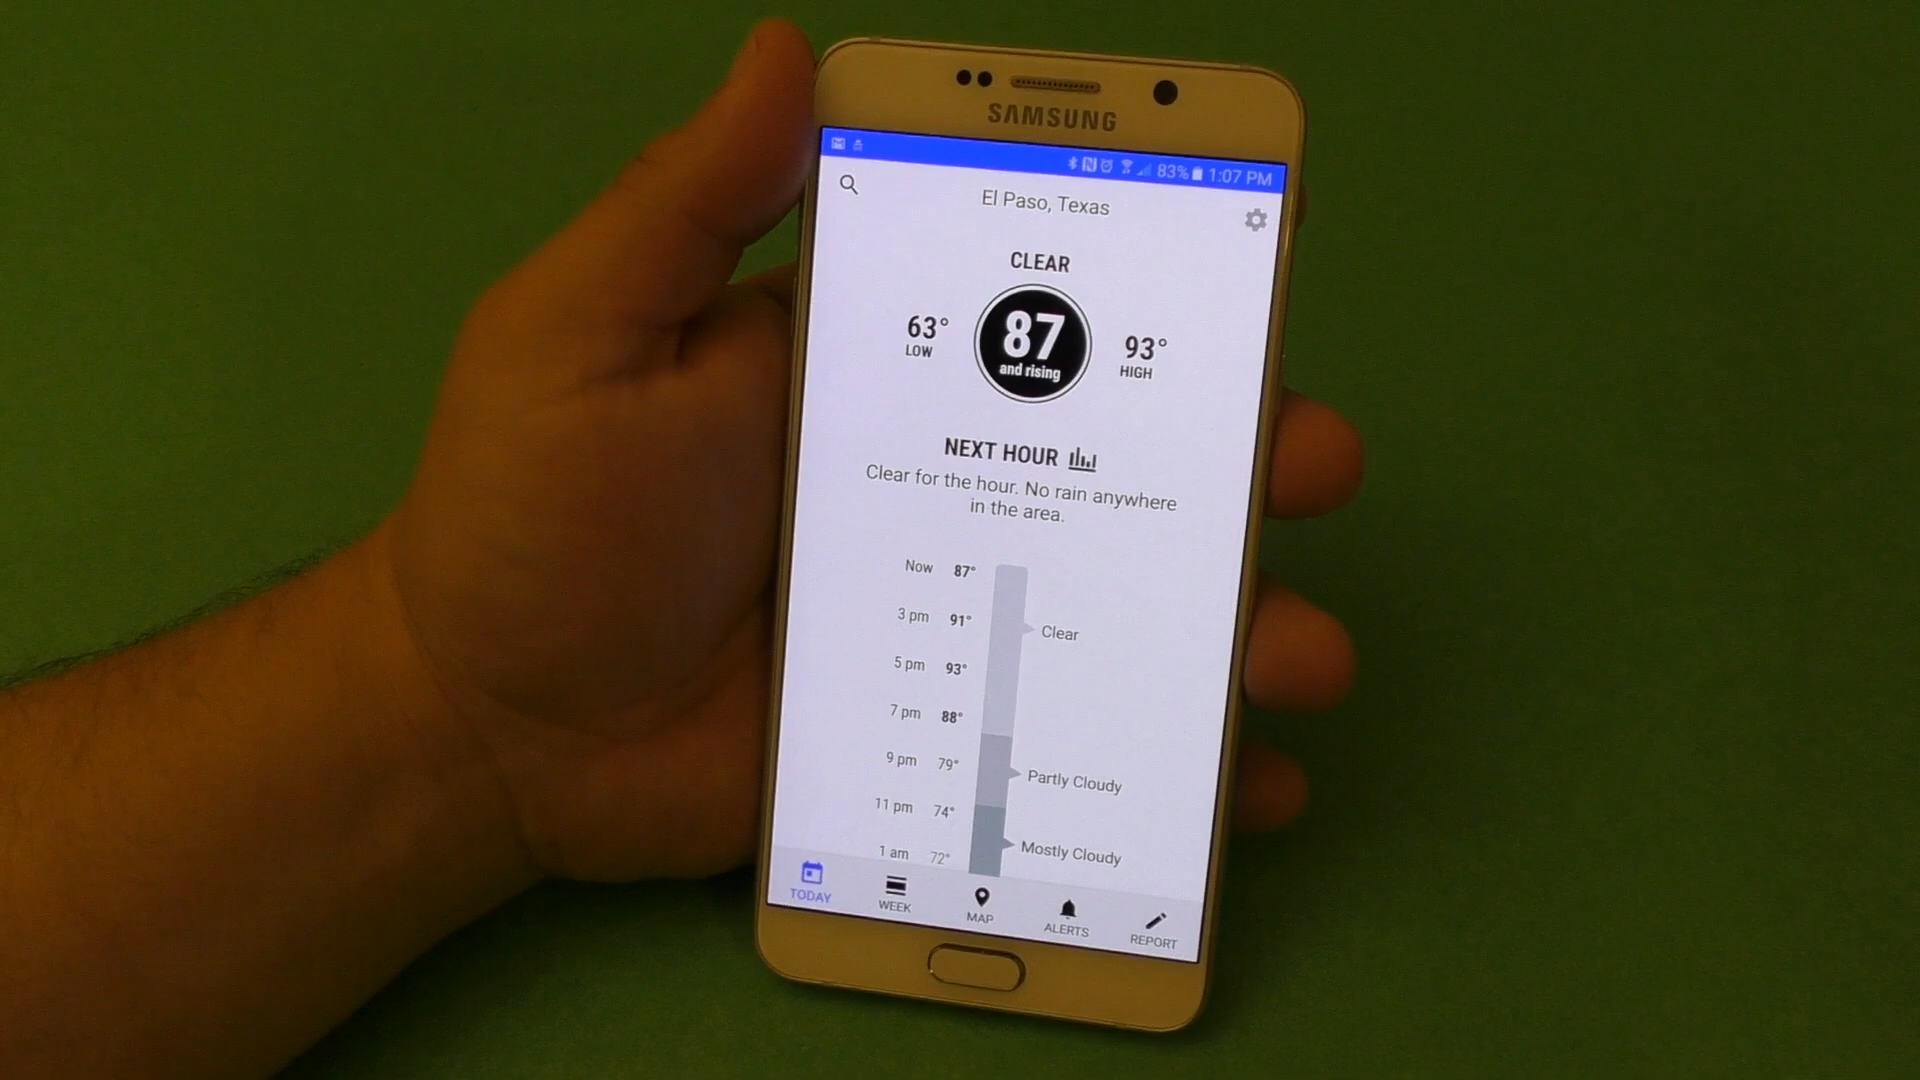 SAMSUNG
83% 1:07 PM
El Paso, Texas
CLEAR
63° 87 93°
LOW and rising HIGH
NEXT HOUR
Clear for the hour. No rain anywhere
in the area.
Now 87°
3 pm 91° Clear
5 pm 93°
7 pm 88°
9 pm 79° Partly Cloudy
11 pm 74° Mostly Cloudy
1 am 72°
TODAY WEEK MAP ALERTS REPORT